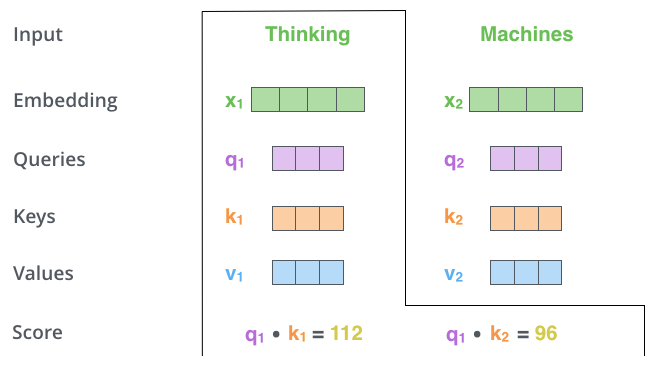 Input Thinking Machines
Embedding x₁ x₂
Queries q₁ q₂
Keys k₁ k₂
Values v₁ v₂
Score q₁ • k₁ = 112 q₁ • k₂ = 96